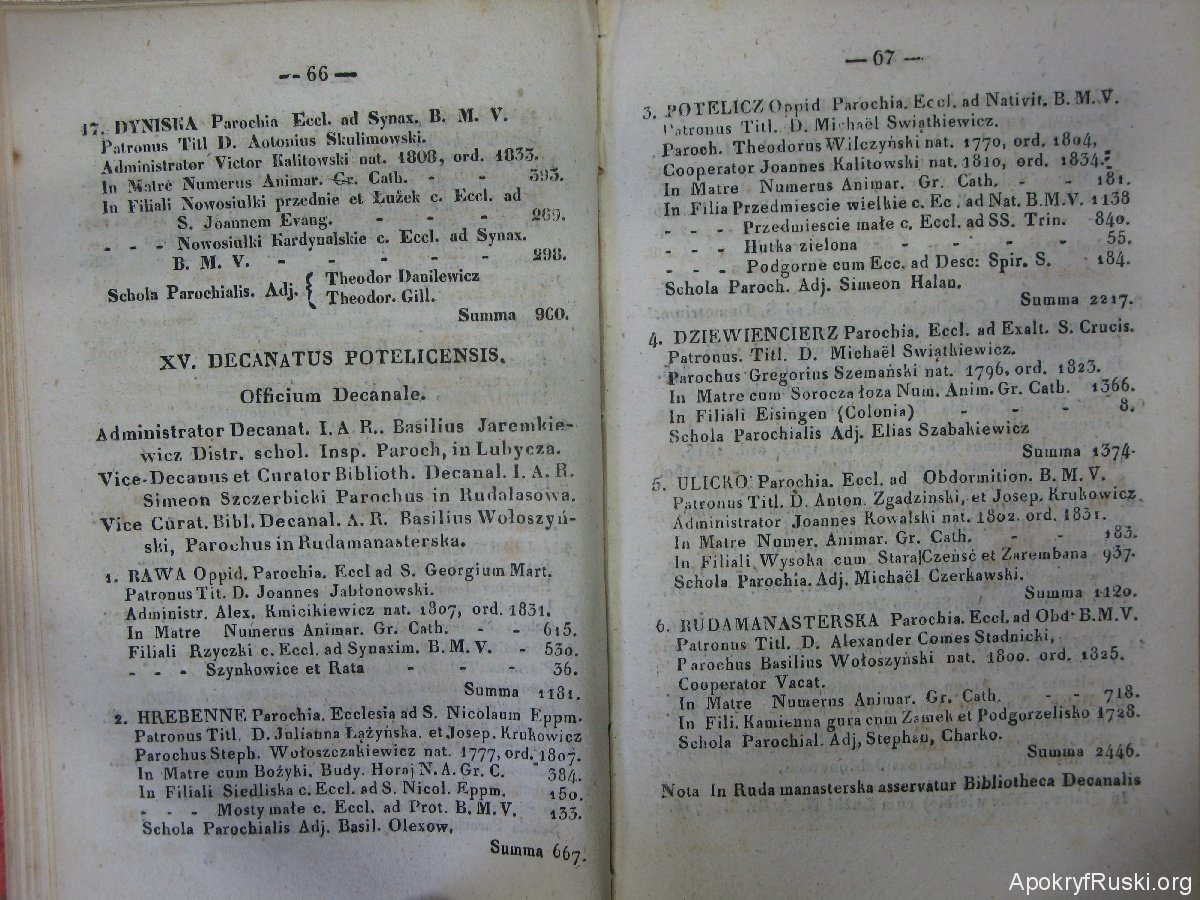 — 66 —
17. DYNISKA Parochia Eccl. ad Synax. B. M. V.
Patronus Titl D. Antonius Skulimowski.
Administrator Victor Kalitowski nat. 1808, ord. 1833.
In Matre Numerus Animar. Gr. Cath. - - 393.
In Filiali Nowosiulki przednie et Łużek c. Eccl. ad
S. Joannem Evang. - - - - 269.
- - - Nowosiulki Kardynalskie c. Eccl. ad Synax.
B. M. V. - - - - - 298.
Schola Parochialis. Adj. { Theodor Danilewicz
Theodor. Gill.
Summa 960.
XV. DECANATUS POTELICENSIS.
Officium Decanale.
Administrator Decanat. I. A R.. Basilius Jaremkie-
wicz Distr. schol. Insp. Paroch, in Lubycza.
Vice-Decanus et Curator Biblioth. Decanal. I. A. R.
Simeon Szczerbicki Parochus in Rudalasowa.
Vice Curat. Bibl. Decanal. A. R. Basilius Wołoszyń-
ski, Parochus in Rudamanasterska.
1. RAWA Oppid. Parochia. Eccl ad S. Georgium Mart.
Patronus Tit. D. Joannes Jabłonowski.
Administr. Alex. Kmicikiewicz nat. 1807, ord. 1831.
In Matre Numerus Animar. Gr. Cath. - - 615.
Filiali Rzyczki c. Eccl. ad Synaxim. B. M. V. - 530.
- - - Szynkowice et Rata - - - 36.
Summa 1181.
2. HREBENNE Parochia. Ecclesia ad S. Nicolaum Eppm.
Patronus Titl. D. Julianna Łążyńska. et Josep. Krukowicz
Parochus Steph. Wołoszczakiewicz nat. 1777, ord. 1807.
In Matre cum Bożyki. Budy. Horaj N. A. Gr. C. 384.
In Filiali Siedliska c. Eccl. ad S. Nicol. Eppm. 150.
- - - Mosty małe c. Eccl. ad Prot. B. M. V. 133.
Schola Parochialis Adj. Basil. Olexow,
Summa 667.
— 67 —
3. POTELICZ Oppid Parochia. Eccl. ad Nativit. B. M. V.
Patronus Titl. D. Michaël Swiątkiewicz.
Paroch. Theodorus Wilczyński nat. 1770, ord. 1804,
Cooperator Joannes Kalitowski nat. 1810, ord. 1834.
In Matre Numerus Animar. Gr. Cath. - - 181.
In Filia Przedmiescie wielkie c. Ec. ad Nat. B.M.V. 1138
- - - Przedmiescie małe c. Eccl. ad SS. Trin. 840.
- - - Hutka zielona - - - - - 55.
- - - Podgorne cum Ecc. ad Desc: Spir. S. - 184.
Schola Paroch. Adj. Simeon Halan.
Summa 2217.
4. DZIEWIENCIERZ Parochia. Eccl. ad Exalt. S. Crucis.
Patronus. Titl. D. Michaël Swiątkiewicz.
Parochus Gregorius Szemański nat. 1796, ord. 1823.
In Matre cum Sorocza łoza Num. Anim. Gr. Cath. 1366.
In Filiali Eisingen (Colonia) - - - - 8.
Schola Parochialis Adj. Elias Szabakiewicz
Summa 1374.
5. ULICKO Parochia. Eccl. ad Obdormition. B. M. V.
Patronus Titl. D. Anton. Zgadzinski, et Josep. Krukowicz
Administrator Joannes Kowalski nat. 1802. ord. 1831.
In Matre Numer. Animar. Gr. Cath. - - 183.
In Filiali Wysoka cum StarajCzeńsć et Zarembana 937.
Schola Parochia. Adj. Michaël Czerkawski.
Summa 1120.
6. RUDAMANASTERSKA Parochia. Eccl. ad Obd. B.M.V.
Patronus Titl. D. Alexander Comes Stadnicki,
Parochus Basilius Wołoszyński nat. 1800. ord. 1825.
Cooperator Vacat.
In Matre Numerus Animar. Gr. Cath. - - 718.
In Fili. Kamienna gura cum Zamek et Podgorzelisko 1728.
Schola Parochial. Adj, Stephan, Charko.
Summa 2446.
Nota In Ruda manasterska asservatur Bibliotheca Decanalis
ApokryfRuski.org